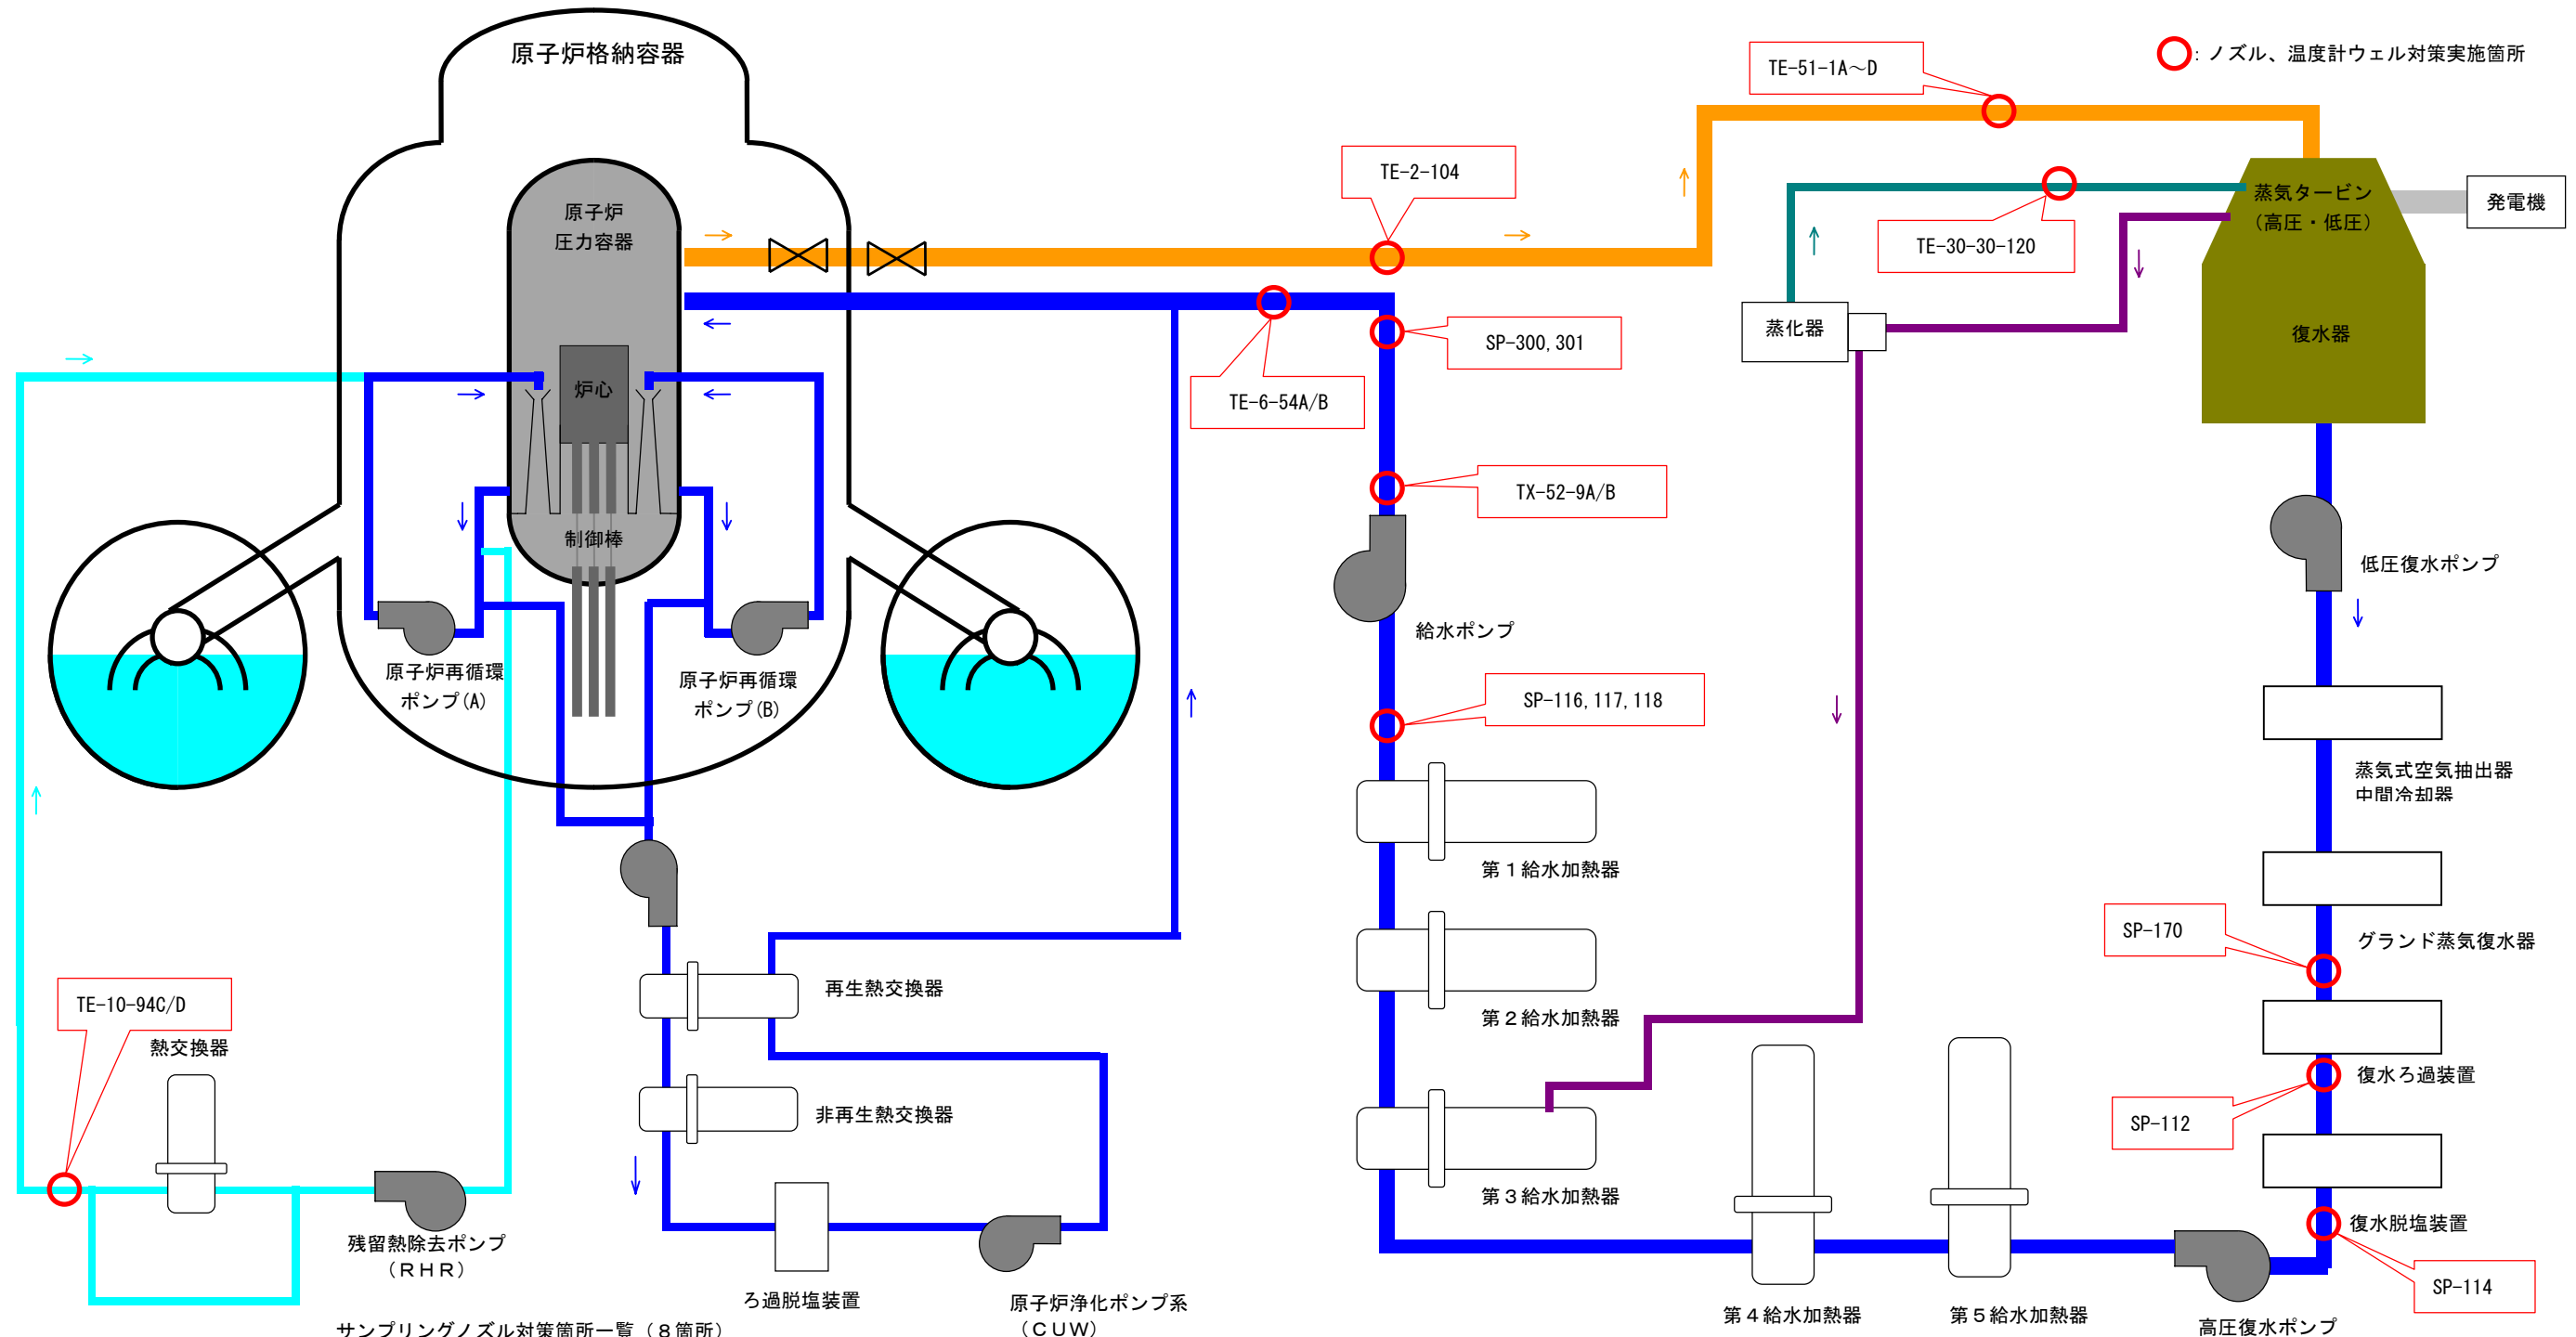 原子炉格納容器
: ノズル、温度計ウェル対策実施箇所
TE-51-1A～D
TE-2-104
原子炉
圧力容器
蒸気タービン
(高圧・低圧)
発電機
TE-30-30-120
蒸化器
SP-300,301
復水器
炉心
TE-6-54A/B
TX-52-9A/B
制御棒
低圧復水ポンプ
給水ポンプ
原子炉再循環
ポンプ(A)
原子炉再循環
ポンプ(B)
SP-116,117,118
蒸気式空気抽出器
中間冷却器
第1給水加熱器
SP-170
グランド蒸気復水器
TE-10-94C/D
再生熱交換器
第2給水加熱器
熱交換器
復水ろ過装置
非再生熱交換器
SP-112
第3給水加熱器
復水脱塩装置
残留熱除去ポンプ
(RHR)
SP-114
ろ過脱塩装置
原子炉浄化ポンプ系
(CUW)
第4給水加熱器
第5給水加熱器
高圧復水ポンプ
サンプリングノズル対策箇所一覧（8箇所）